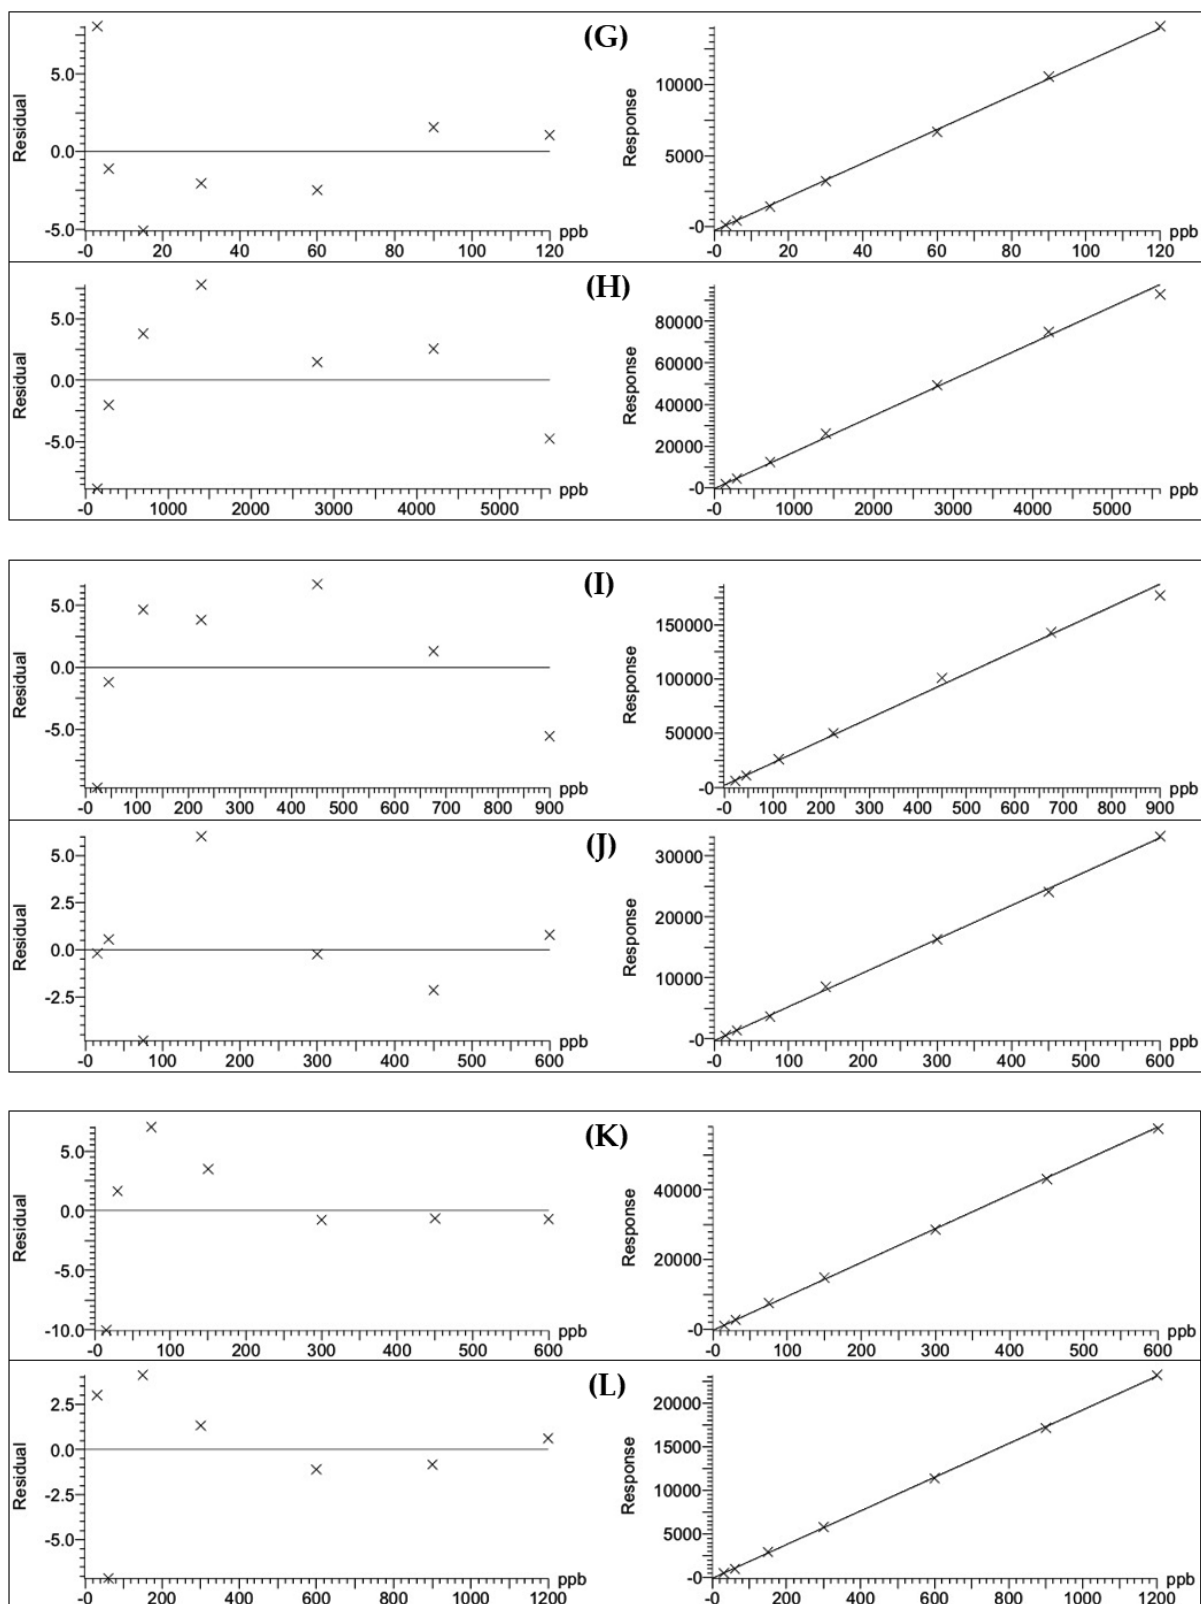 (G)
Residual
5.0
0.0
-5.0
-0 20 40 60 80 100 120 ppb
Response
10000
5000
-0
-0 20 40 60 80 100 120 ppb
(H)
Residual
5.0
0.0
-5.0
-0 1000 2000 3000 4000 5000 ppb
Response
80000
60000
40000
20000
-0
-0 1000 2000 3000 4000 5000 ppb
(I)
Residual
5.0
0.0
-5.0
-0 100 200 300 400 500 600 700 800 900 ppb
Response
150000
100000
50000
-0
-0 100 200 300 400 500 600 700 800 900 ppb
(J)
Residual
5.0
2.5
0.0
-2.5
-0 100 200 300 400 500 600 ppb
Response
30000
20000
10000
-0
-0 100 200 300 400 500 600 ppb
(K)
Residual
5.0
0.0
-5.0
-10.0
-0 100 200 300 400 500 600 ppb
Response
40000
20000
-0
-0 100 200 300 400 500 600 ppb
(L)
Residual
2.5
0.0
-2.5
-5.0
-0 200 400 600 800 1000 1200 ppb
Response
20000
15000
10000
5000
-0
-0 200 400 600 800 1000 1200 ppb